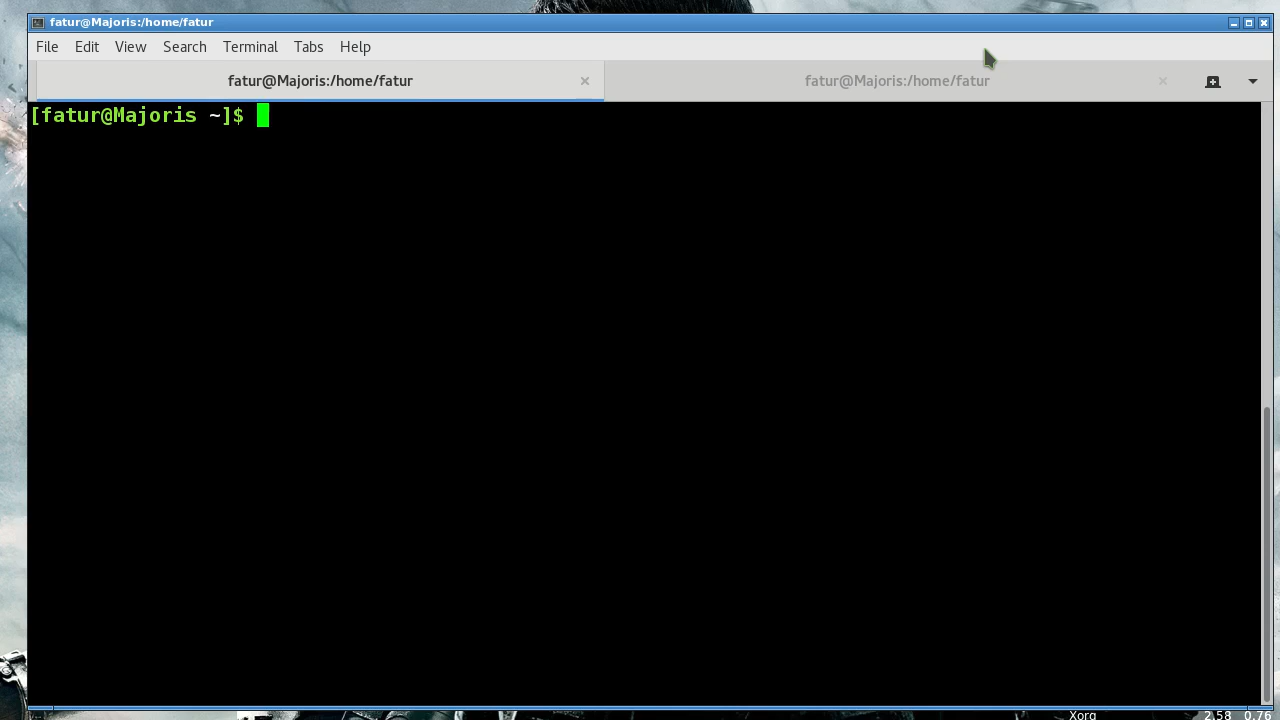 fatur@Majoris:/home/fatur
File Edit View Search Terminal Tabs Help
fatur@Majoris:/home/fatur fatur@Majoris:/home/fatur
[fatur@Majoris ~]$
Xorg 2.58 0.76